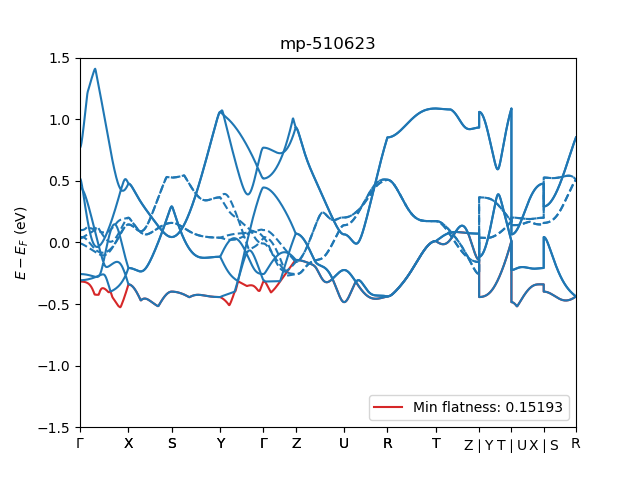 mp-510623
E − E_F (eV)
1.5
1.0
0.5
0.0
−0.5
−1.0
−1.5
Min flatness: 0.15193
Γ X S Y Γ Z U R T Z | Y T | U X | S R